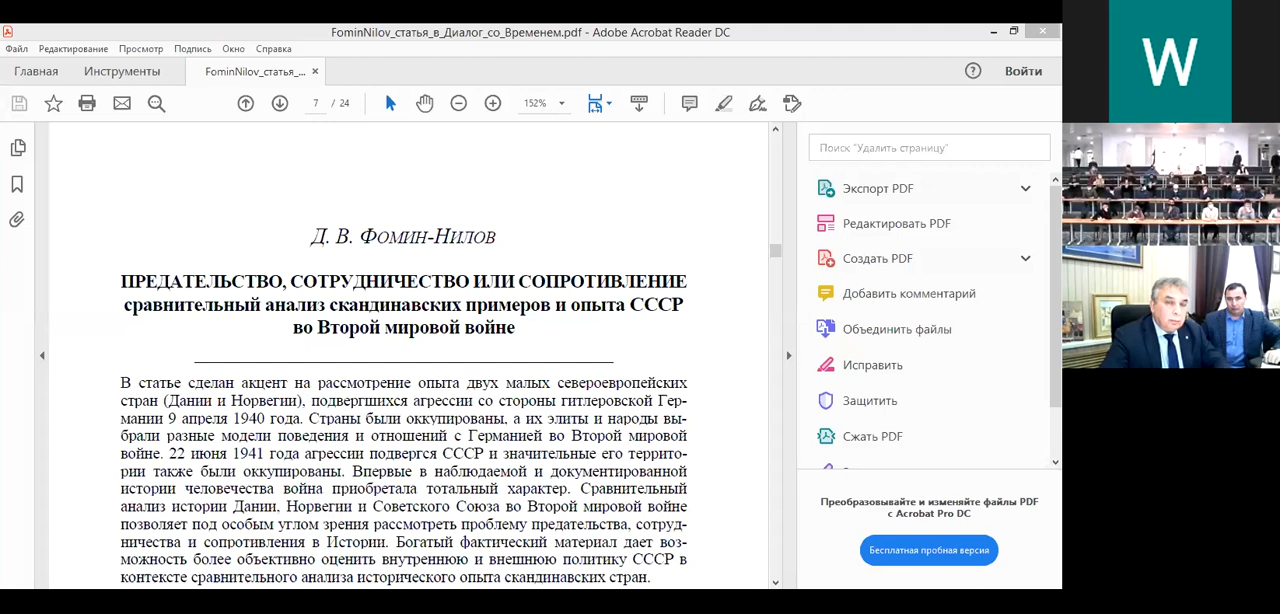 FominNilov_статья_в_Диалог_со_Временем.pdf - Adobe Acrobat Reader DC
Файл Редактирование Просмотр Подпись Окно Справка
Главная Инструменты FominNilov_статья_... × Войти
7 / 24 152%
Поиск "Удалить страницу"
Экспорт PDF
Редактировать PDF
Создать PDF
Добавить комментарий
Объединить файлы
Исправить
Защитить
Сжать PDF
Преобразовывайте и изменяйте файлы PDF
с Acrobat Pro DC
Бесплатная пробная версия
Д. В. ФОМИН-НИЛОВ
ПРЕДАТЕЛЬСТВО, СОТРУДНИЧЕСТВО ИЛИ СОПРОТИВЛЕНИЕ
сравнительный анализ скандинавских примеров и опыта СССР
во Второй мировой войне
В статье сделан акцент на рассмотрение опыта двух малых североевропейских
стран (Дании и Норвегии), подвергшихся агрессии со стороны гитлеровской Гер-
мании 9 апреля 1940 года. Страны были оккупированы, а их элиты и народы вы-
брали разные модели поведения и отношений с Германией во Второй мировой
войне. 22 июня 1941 года агрессии подвергся СССР и значительные его террито-
рии также были оккупированы. Впервые в наблюдаемой и документированной
истории человечества война приобретала тотальный характер. Сравнительный
анализ истории Дании, Норвегии и Советского Союза во Второй мировой войне
позволяет под особым углом зрения рассмотреть проблему предательства, сотруд-
ничества и сопротивления в Истории. Богатый фактический материал дает воз-
можность более объективно оценить внутреннюю и внешнюю политику СССР в
контексте сравнительного анализа исторического опыта скандинавских стран.
W